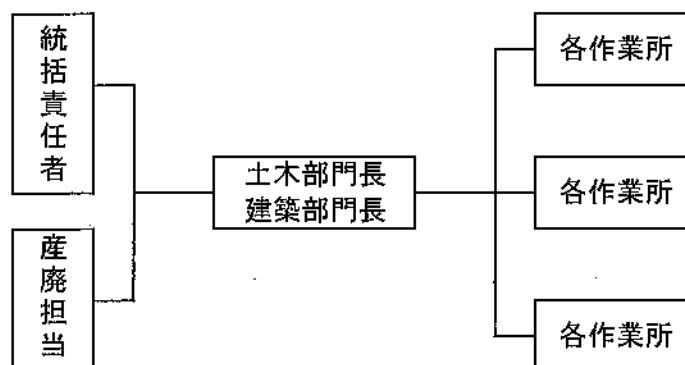 統括責任者
産廃担当
土木部門長
建築部門長
各作業所
各作業所
各作業所